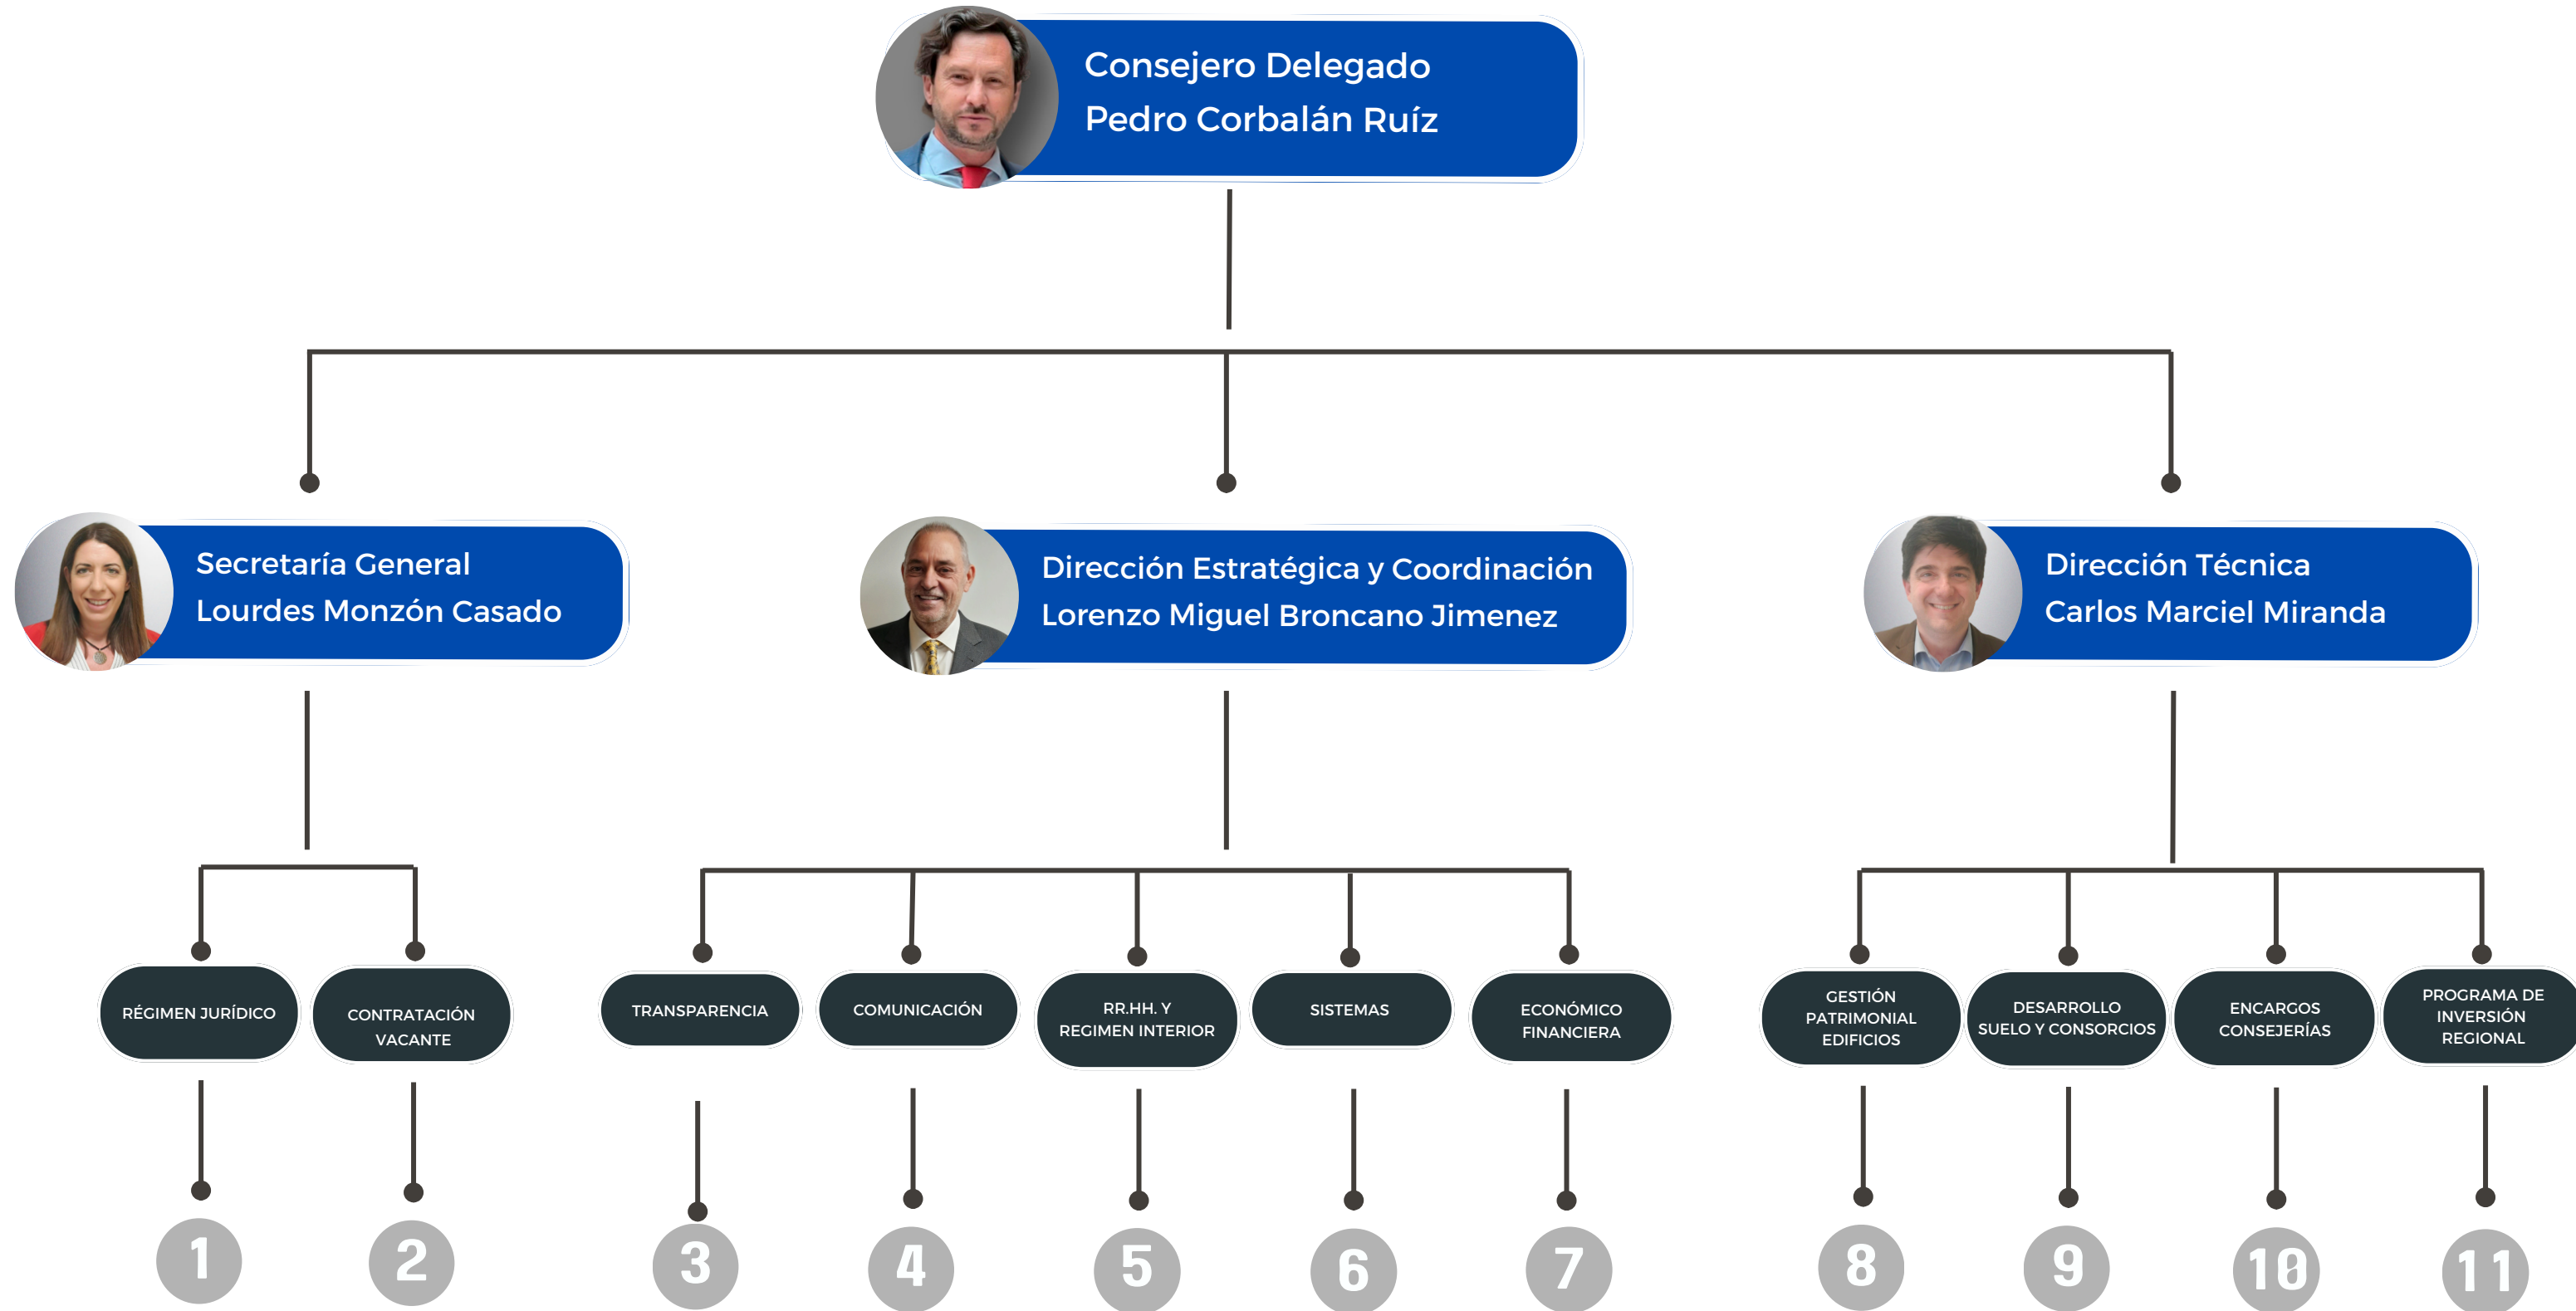 Consejero Delegado
Pedro Corbalán Ruíz
Secretaría General
Lourdes Monzón Casado
Dirección Estratégica y Coordinación
Lorenzo Miguel Broncano Jimenez
Dirección Técnica
Carlos Marciel Miranda
RÉGIMEN JURÍDICO
CONTRATACIÓN
VACANTE
TRANSPARENCIA
COMUNICACIÓN
RR.HH. Y
REGIMEN INTERIOR
SISTEMAS
ECONÓMICO
FINANCIERA
GESTIÓN
PATRIMONIAL
EDIFICIOS
DESARROLLO
SUELO Y CONSORCIOS
ENCARGOS
CONSEJERÍAS
PROGRAMA DE
INVERSIÓN
REGIONAL
1
2
3
4
5
6
7
8
9
10
11